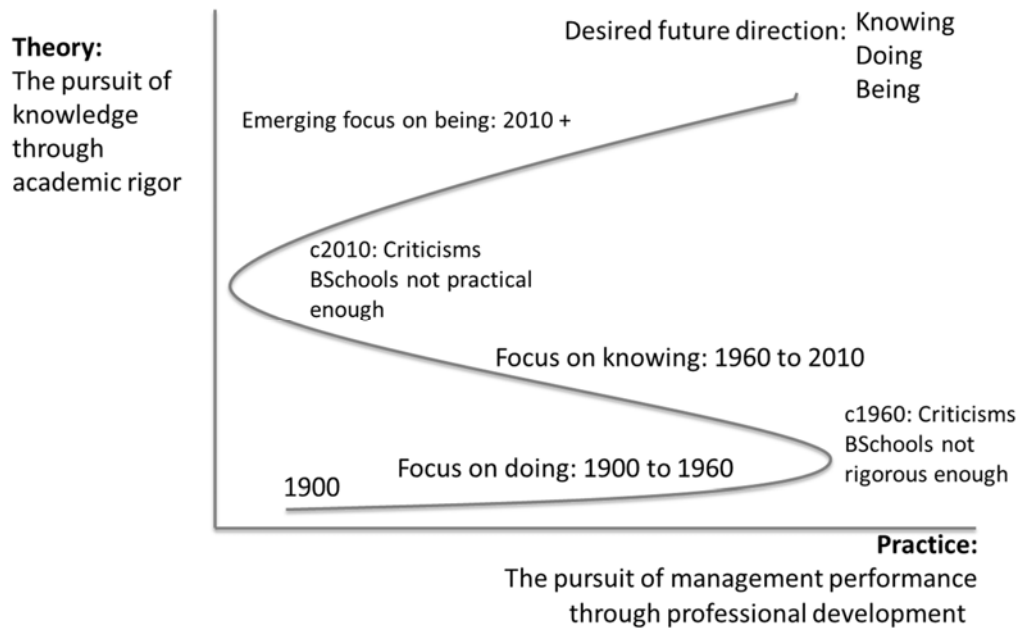 Theory:
The pursuit of
knowledge
through
academic rigor
Desired future direction:
Knowing
Doing
Being
Emerging focus on being: 2010 +
c2010: Criticisms
BSchools not practical
enough
Focus on knowing: 1960 to 2010
c1960: Criticisms
BSchools not
rigorous enough
Focus on doing: 1900 to 1960
1900
Practice:
The pursuit of management performance
through professional development